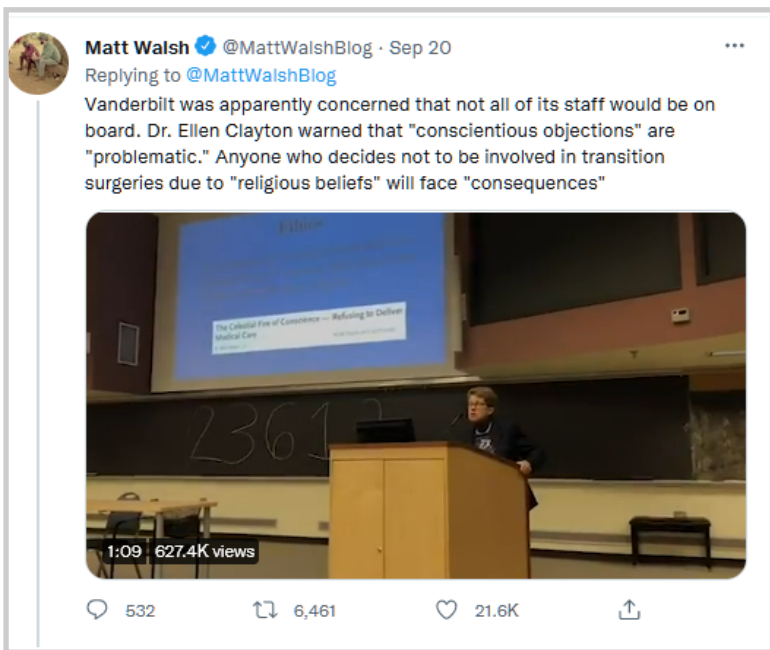 Matt Walsh @MattWalshBlog · Sep 20
Replying to @MattWalshBlog
Vanderbilt was apparently concerned that not all of its staff would be on
board. Dr. Ellen Clayton warned that "conscientious objections" are
"problematic." Anyone who decides not to be involved in transition
surgeries due to "religious beliefs" will face "consequences"
Ethics
The Celestial Fire of Conscience — Refusing to Deliver
Medical Care
2361
1:09 627.4K views
532 6,461 21.6K